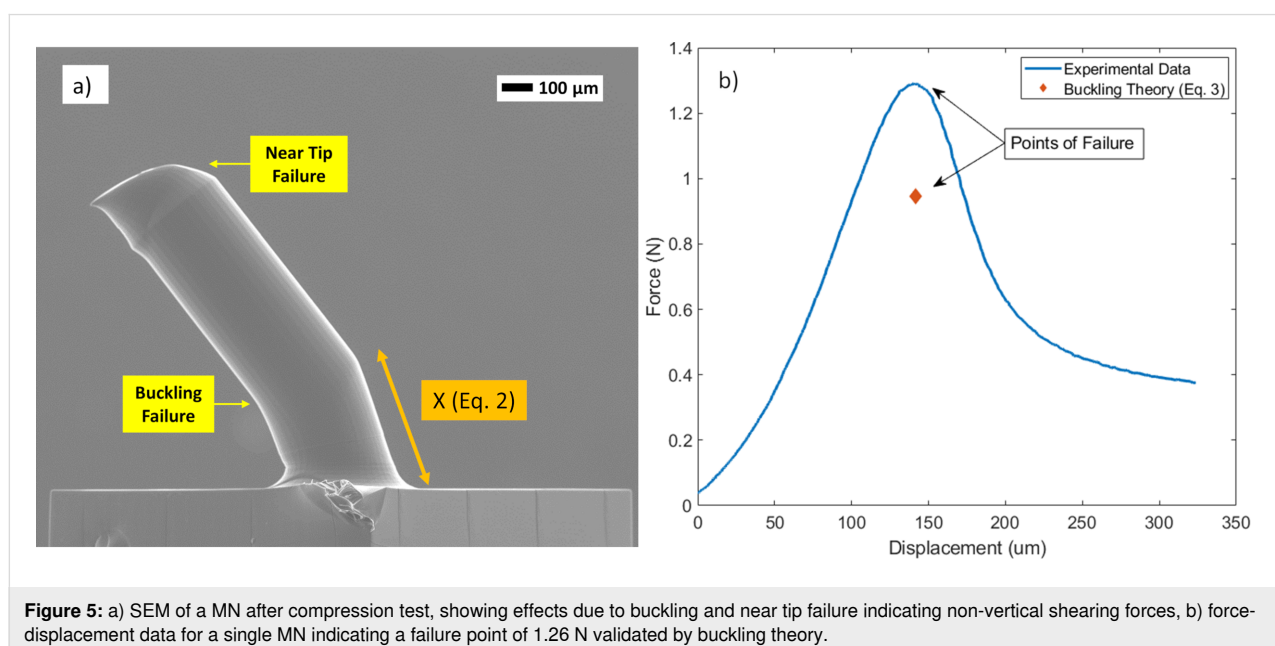 a)
100 µm
Near Tip
Failure
Buckling
Failure
X (Eq. 2)
b)
Experimental Data
Buckling Theory (Eq. 3)
Points of Failure
1.4
1.2
1
0.8
0.6
0.4
0.2
0
Force (N)
0 50 100 150 200 250 300 350
Displacement (um)
Figure 5: a) SEM of a MN after compression test, showing effects due to buckling and near tip failure indicating non-vertical shearing forces, b) force-
displacement data for a single MN indicating a failure point of 1.26 N validated by buckling theory.